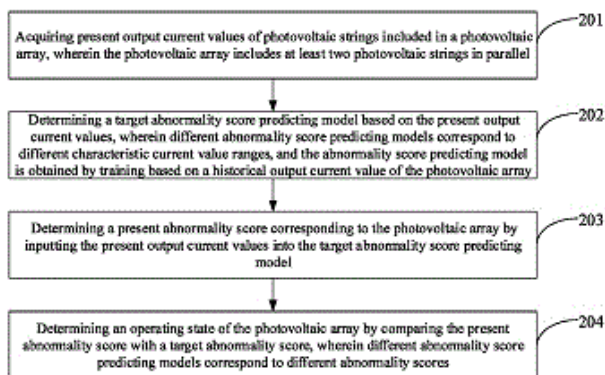 Acquiring present output current values of photovoltaic strings included in a photovoltaic
array, wherein the photovoltaic array includes at least two photovoltaic strings in parallel
201
Determining a target abnormality score predicting model based on the present output
current values, wherein different abnormality score predicting models correspond to
different characteristic current value ranges, and the abnormality score predicting model
is obtained by training based on a historical output current value of the photovoltaic array
202
Determining a present abnormality score corresponding to the photovoltaic array by
inputting the present output current values into the target abnormality score predicting
model
203
Determining an operating state of the photovoltaic array by comparing the present
abnormality score with a target abnormality score, wherein different abnormality score
predicting models correspond to different abnormality scores
204